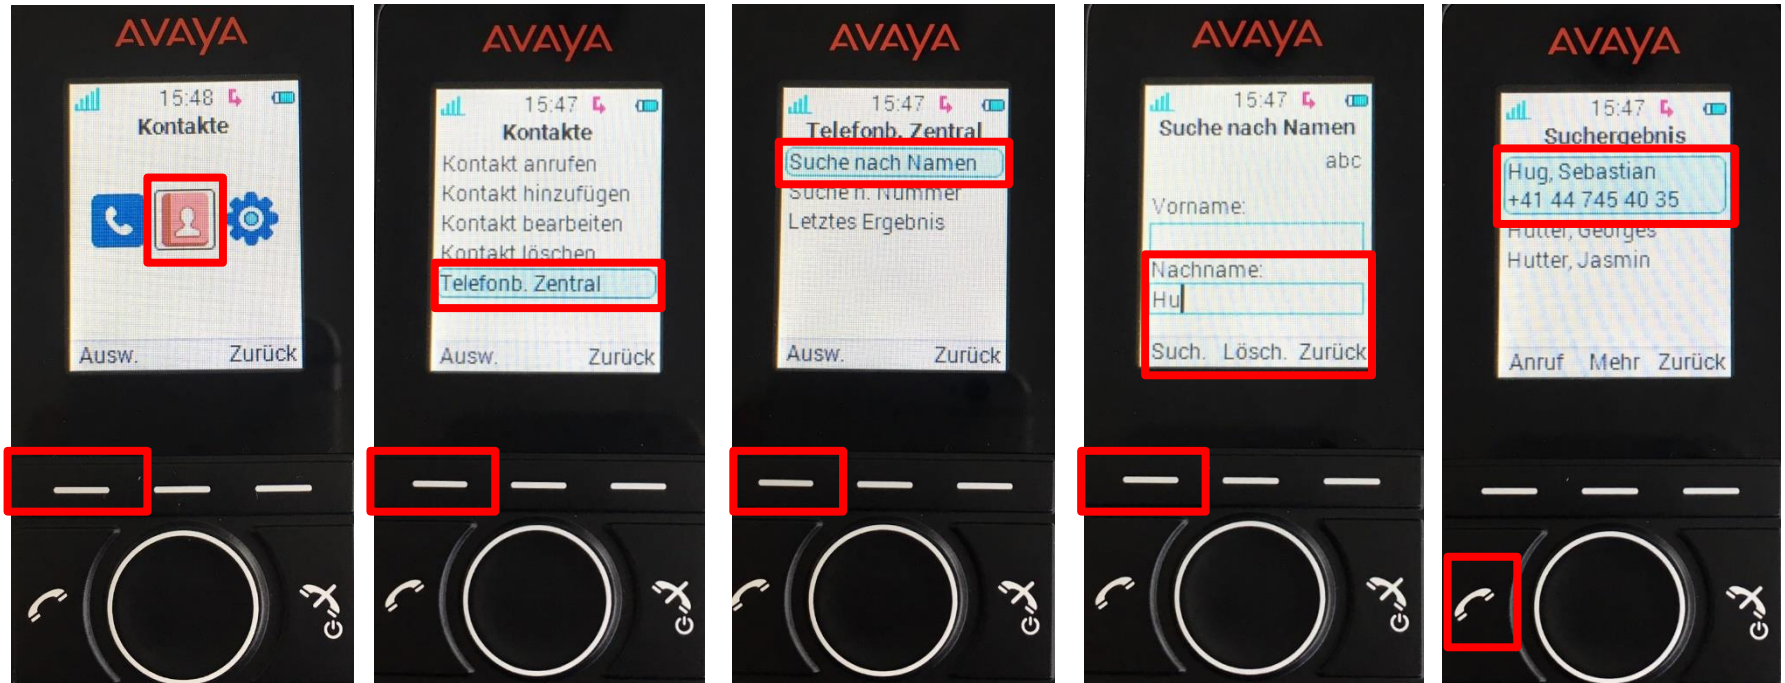 AVAYA
15:48
Kontakte
Ausw. Zurück
AVAYA
15:47
Kontakte
Kontakt anrufen
Kontakt hinzufügen
Kontakt bearbeiten
Kontakt löschen
Telefonb. Zentral
Ausw. Zurück
AVAYA
15:47
Telefonb. Zentral
Suche nach Namen
Suche n. Nummer
Letztes Ergebnis
Ausw. Zurück
AVAYA
15:47
Suche nach Namen
abc
Vorname:
Nachname:
Hu
Such. Lösch. Zurück
AVAYA
15:47
Suchergebnis
Hug, Sebastian
+41 44 745 40 35
Hutter, Georges
Hutter, Jasmin
Anruf Mehr Zurück